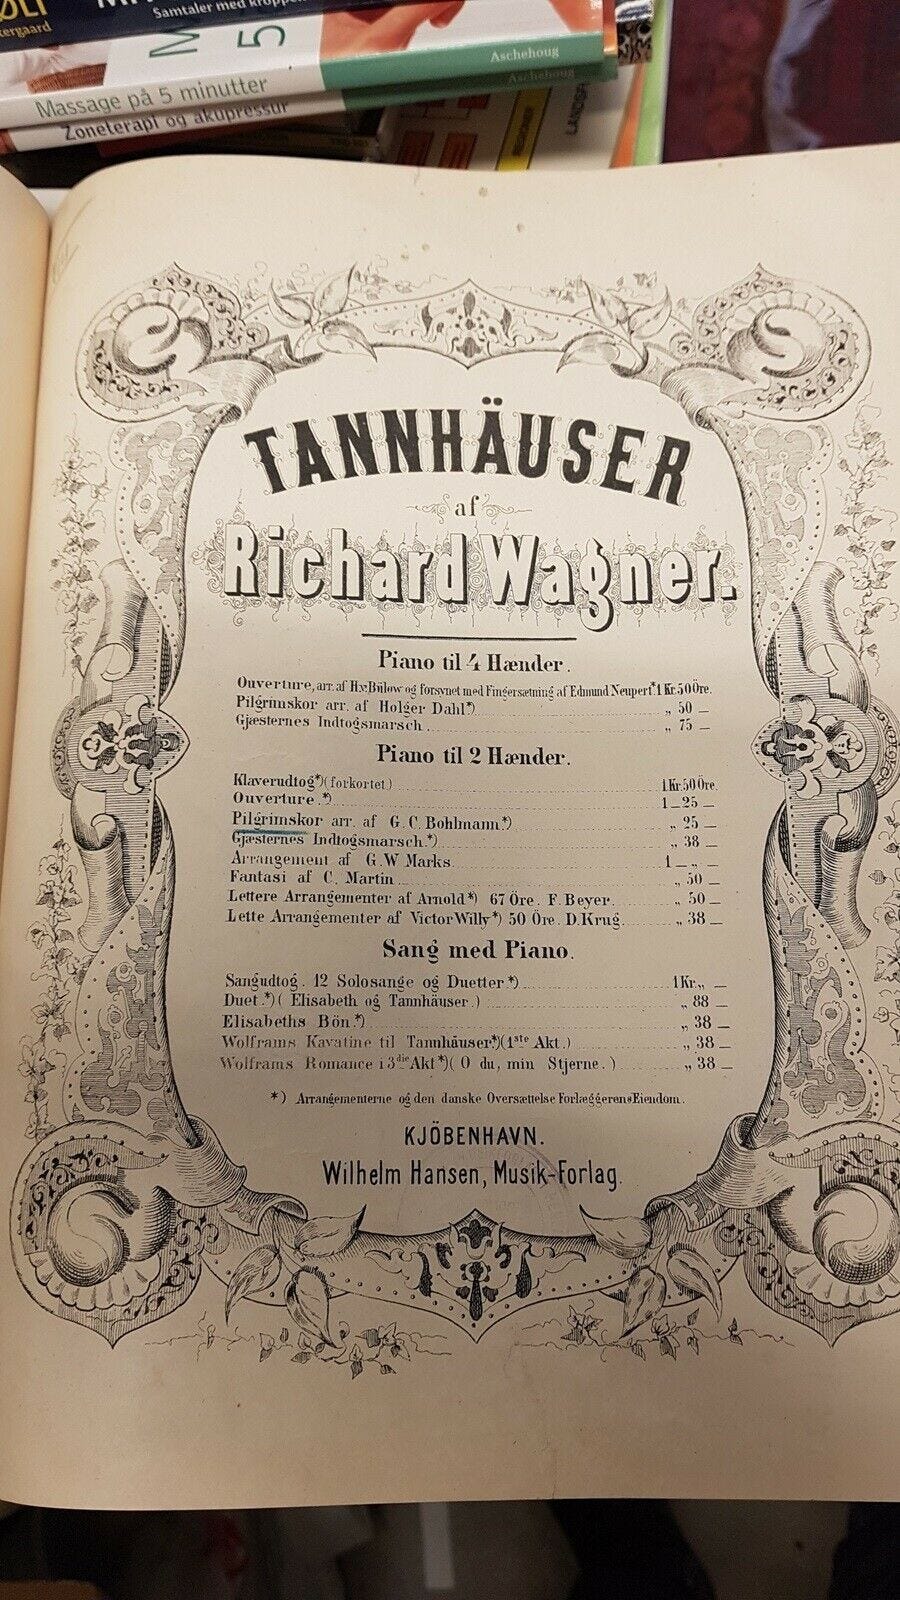 ØLI
kergaard
Samtaler med kroppen
M
5
Aschehoug
Massage på 5 minutter
Aschehoug
Zoneterapi og akupressur
TANNHÄUSER
af
Richard Wagner.
Piano til 4 Hænder.
Ouverture, arr. af H.v. Bülow og forsynet med Fingersætning af Edmund Neupert.*) 1 Kr. 50 Öre.
Pilgrimskor arr. af Holger Dahl*) „ 50 —
Gjæsternes Indtogsmarsch „ 75 —
Piano til 2 Hænder.
Klaverudtog*) (forkortet) 1 Kr. 50 Öre.
Ouverture.*) 1 — 25 —
Pilgrimskor arr. af G. C. Bohlmann.*) „ 25 —
Gjæsternes Indtogsmarsch.*) „ 38 —
Arrangement af G. W Marks. 1 — „ —
Fantasi af C. Martin „ 50 —
Lettere Arrangementer af Arnold*) 67 Öre. F. Beyer. „ 50 —
Lette Arrangementer af Victor Willy*) 50 Öre. D. Krug. „ 38 —
Sang med Piano.
Sangudtog. 12 Solosange og Duetter*) 1 Kr. „ —
Duet.*) ( Elisabeth og Tannhäuser.) „ 88 —
Elisabeths Bön*) „ 38 —
Wolframs Kavatine til Tannhäuser*) (1ste Akt.) „ 38 —
Wolframs Romance i 3die Akt*) ( O du, min Stjerne. ) „ 38 —
*) Arrangementerne og den danske Oversættelse Forlæggerens Eiendom.
KJÖBENHAVN.
Wilhelm Hansen, Musik-Forlag.